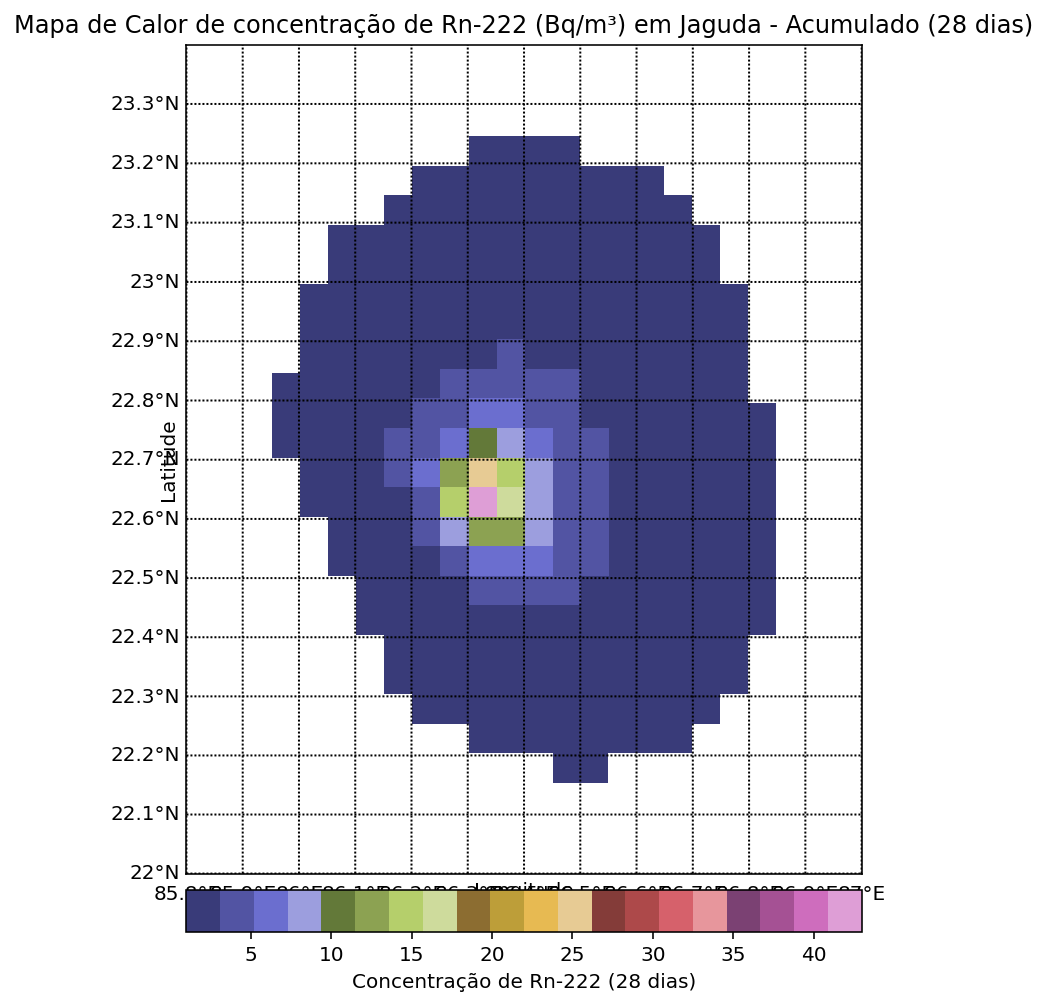 Mapa de Calor de concentração de Rn-222 (Bq/m³) em Jaguda - Acumulado (28 dias)
23.3°N
23.2°N
23.1°N
23°N
22.9°N
22.8°N
22.7°N
22.6°N
22.5°N
22.4°N
22.3°N
22.2°N
22.1°N
22°N
Latitude
5 10 15 20 25 30 35 40
Concentração de Rn-222 (28 dias)